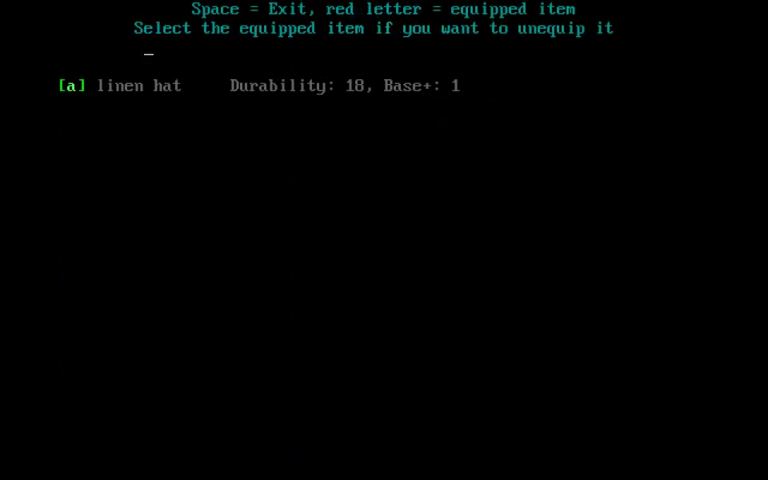 Space = Exit, red letter = equipped item
Select the equipped item if you want to unequip it
_
[a] linen hat     Durability: 18, Base+: 1